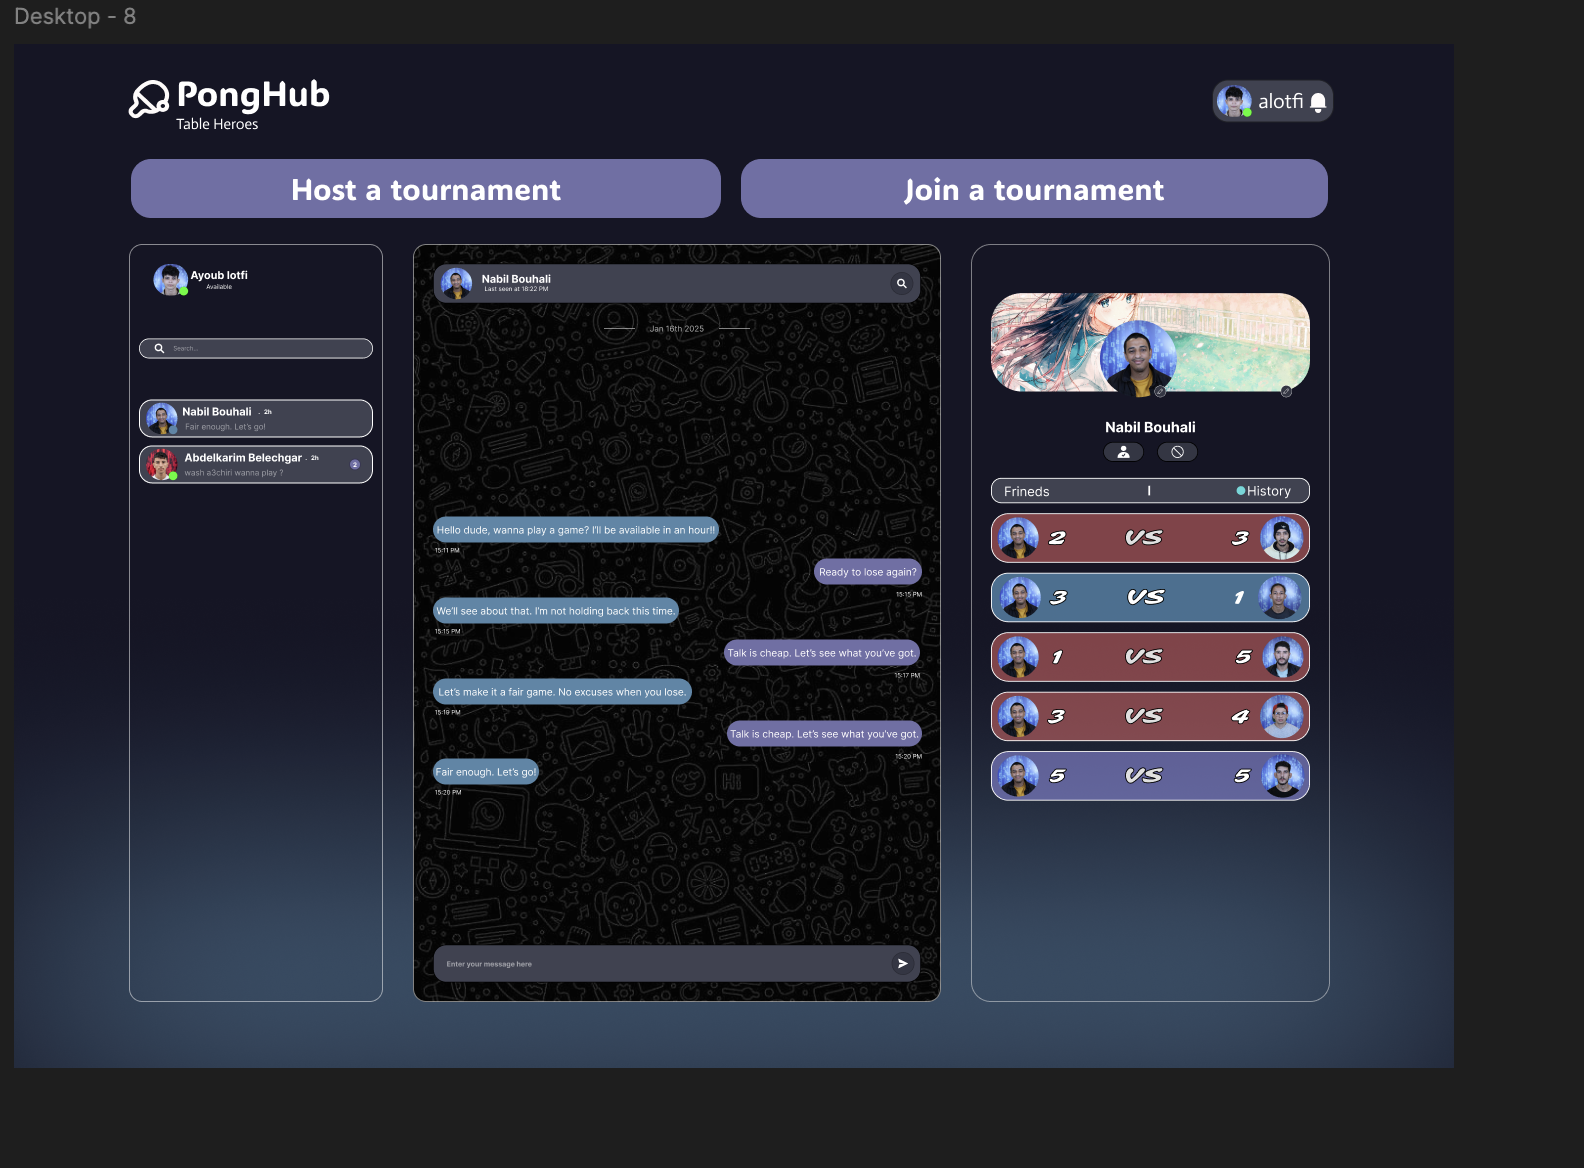 Desktop - 8
PongHub
Table Heroes
alotfi
Host a tournament
Join a tournament
Ayoub lotfi
Available
Search...
Nabil Bouhali . 2h
Fair enough. Let's go!
Abdelkarim Belechgar . 2h
wash a3chiri wanna play ?
2
Nabil Bouhali
Last seen at 18:22 PM
Jan 16th 2025
Hello dude, wanna play a game? I'll be available in an hour!!
15:11 PM
Ready to lose again?
15:15 PM
We'll see about that. I'm not holding back this time.
15:15 PM
Talk is cheap. Let's see what you've got.
15:17 PM
Let's make it a fair game. No excuses when you lose.
15:19 PM
Talk is cheap. Let's see what you've got.
15:20 PM
Fair enough. Let's go!
15:20 PM
Hi
09:28
Enter your message here
Nabil Bouhali
Frineds | History
2 VS 3
3 VS 1
1 VS 5
3 VS 4
5 VS 5